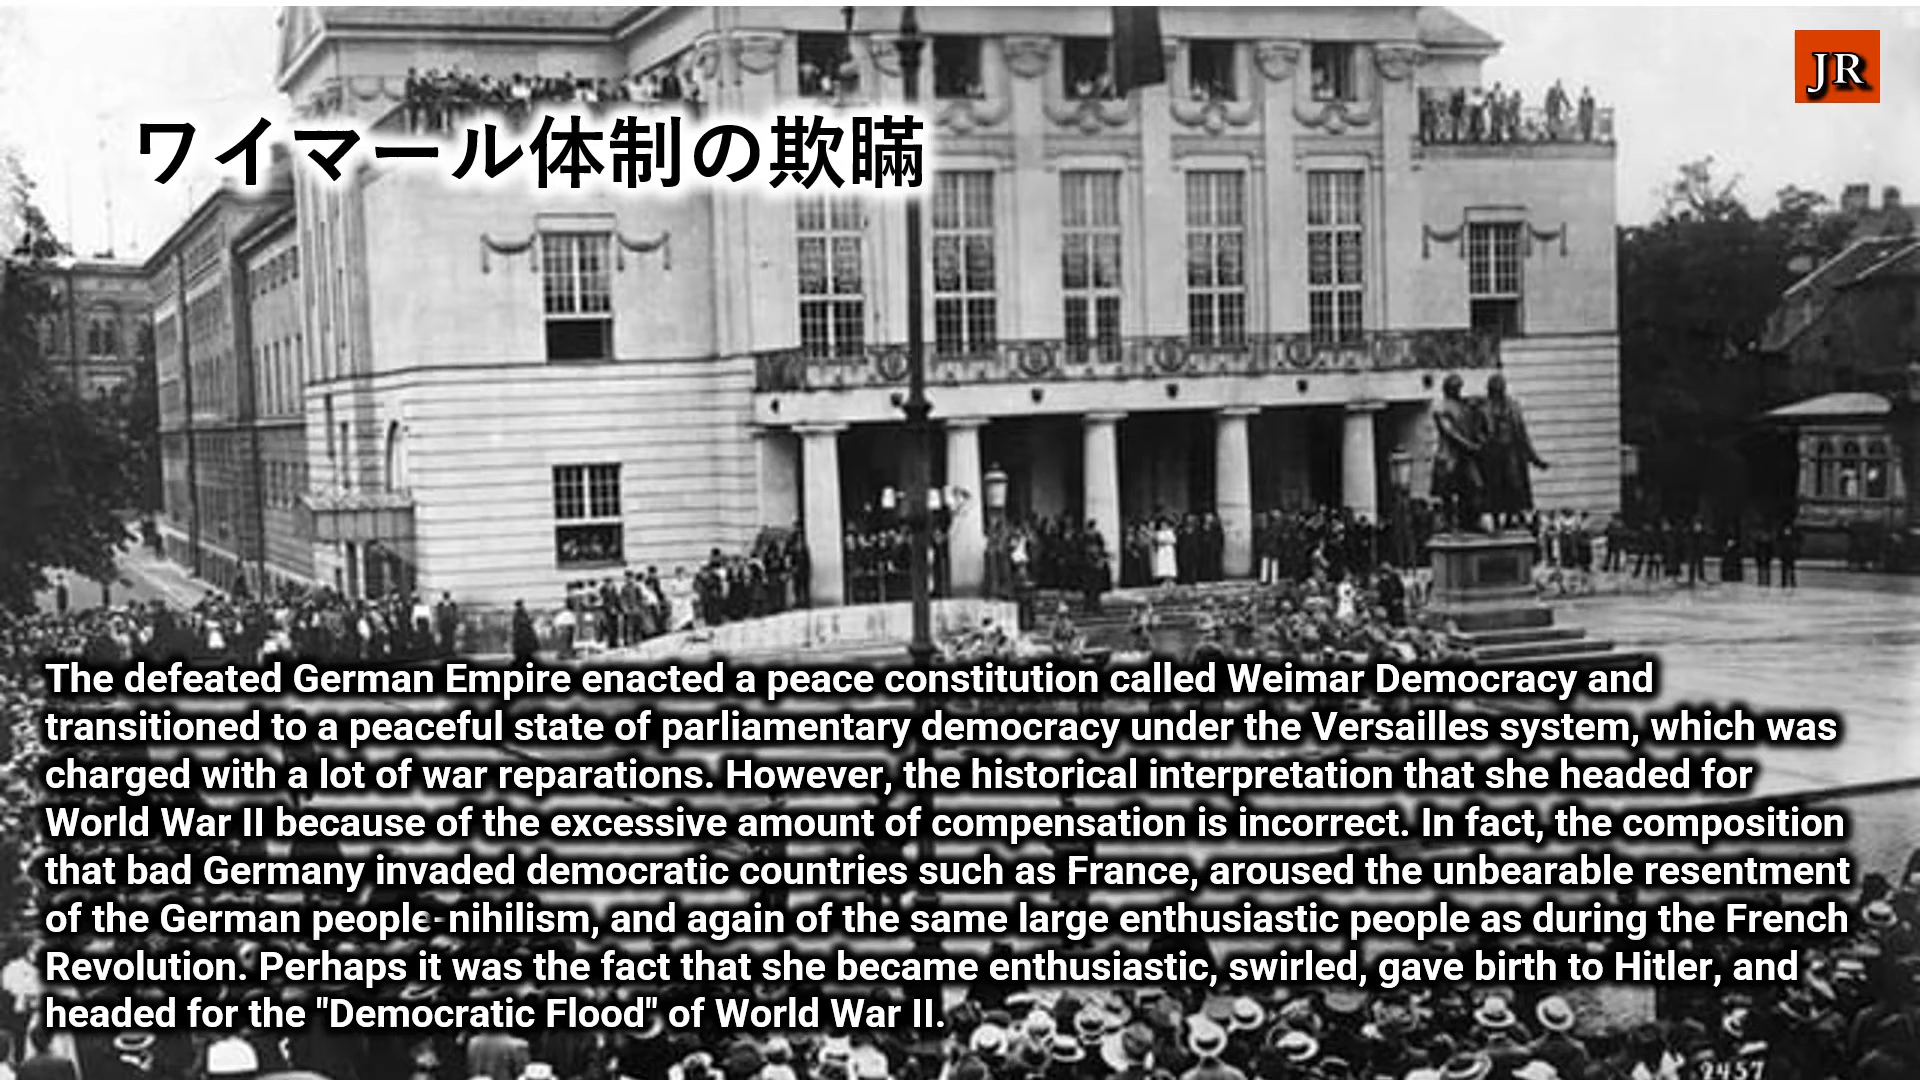 JR
ワイマール体制の欺瞞
The defeated German Empire enacted a peace constitution called Weimar Democracy and
transitioned to a peaceful state of parliamentary democracy under the Versailles system, which was
charged with a lot of war reparations. However, the historical interpretation that she headed for
World War II because of the excessive amount of compensation is incorrect. In fact, the composition
that bad Germany invaded democratic countries such as France, aroused the unbearable resentment
of the German people-nihilism, and again of the same large enthusiastic people as during the French
Revolution. Perhaps it was the fact that she became enthusiastic, swirled, gave birth to Hitler, and
headed for the "Democratic Flood" of World War II.
2457